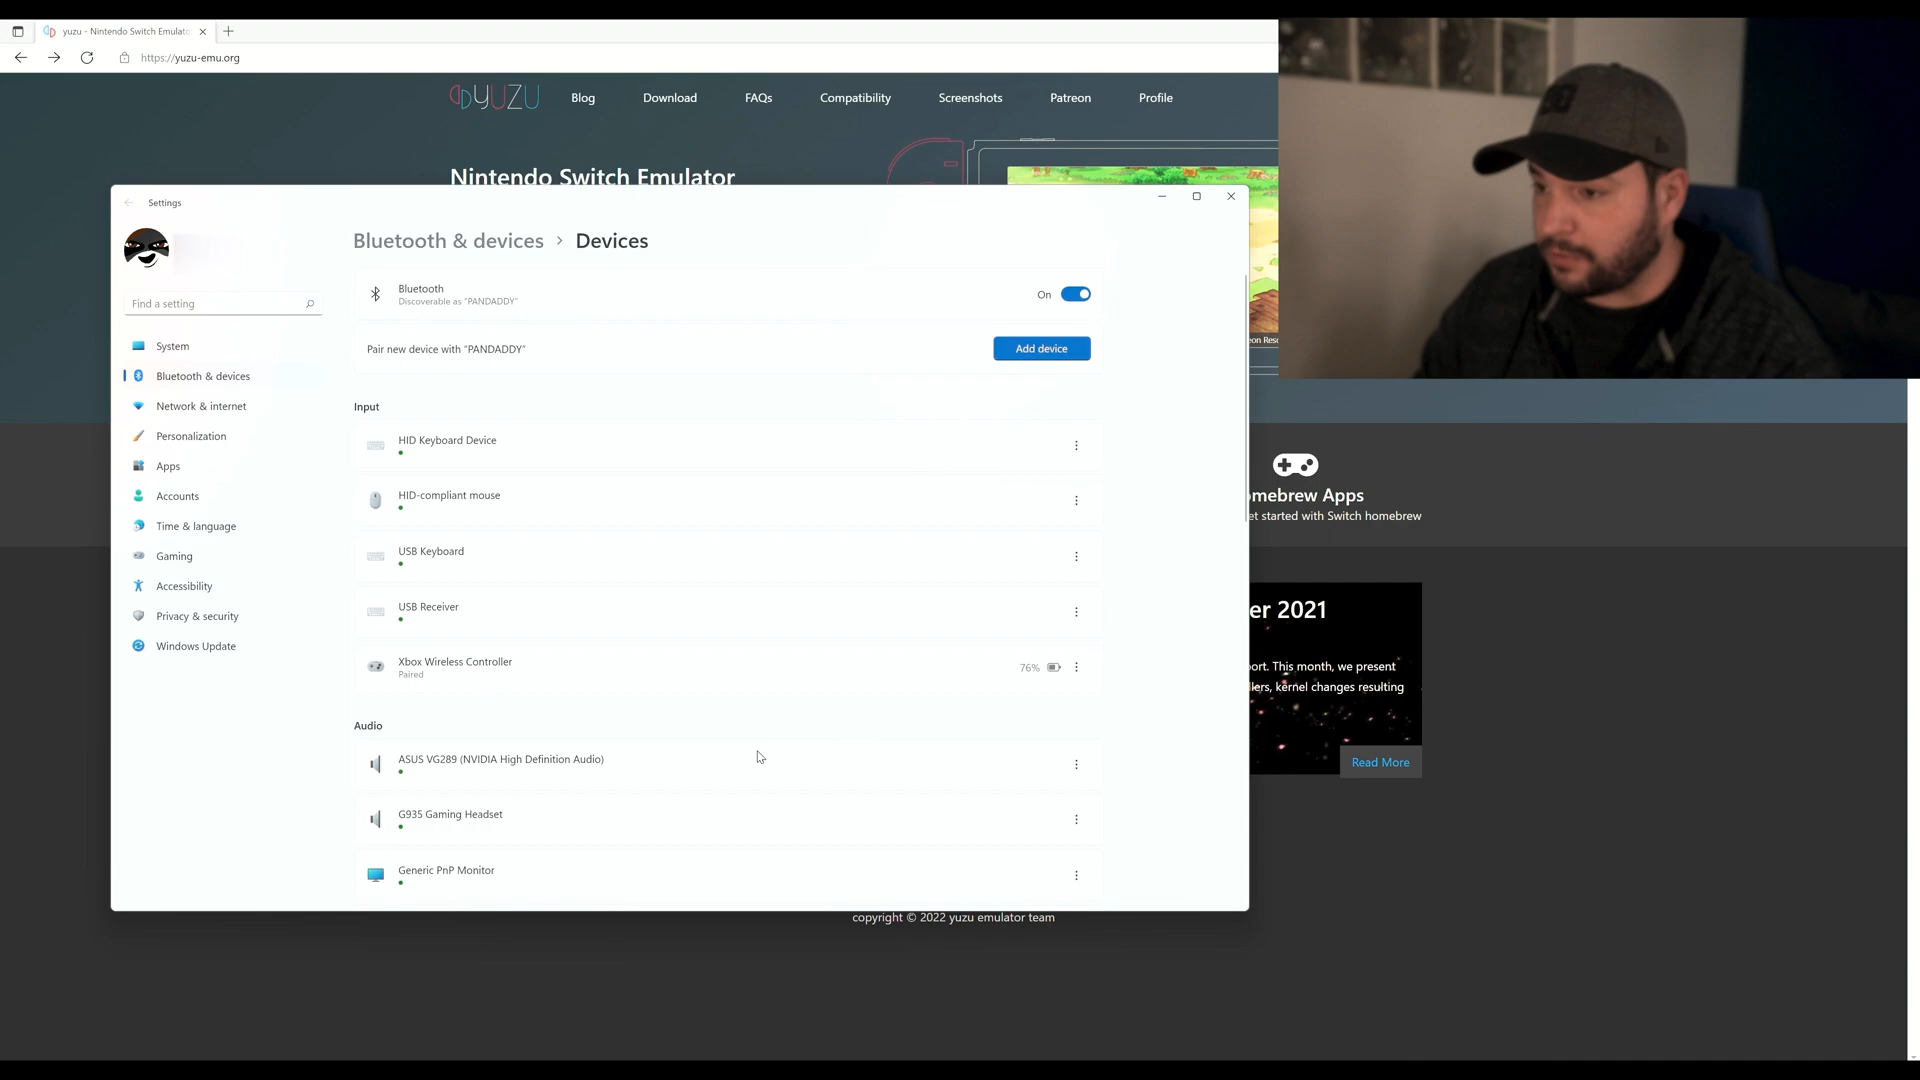 yuzu - Nintendo Switch Emulato
https://yuzu-emu.org
YUZU
Blog
Download
FAQs
Compatibility
Screenshots
Patreon
Profile
Nintendo Switch Emulator
Settings
Bluetooth & devices > Devices
Find a setting
System
Bluetooth & devices
Network & internet
Personalization
Apps
Accounts
Time & language
Gaming
Accessibility
Privacy & security
Windows Update
Bluetooth
Discoverable as "PANDADDY"
On
Pair new device with "PANDADDY"
Add device
Input
HID Keyboard Device
HID-compliant mouse
USB Keyboard
USB Receiver
Xbox Wireless Controller
Paired
76%
Audio
ASUS VG289 (NVIDIA High Definition Audio)
G935 Gaming Headset
Generic PnP Monitor
eon Resc
omebrew Apps
et started with Switch homebrew
er 2021
ort. This month, we present
lers, kernel changes resulting
Read More
copyright © 2022 yuzu emulator team